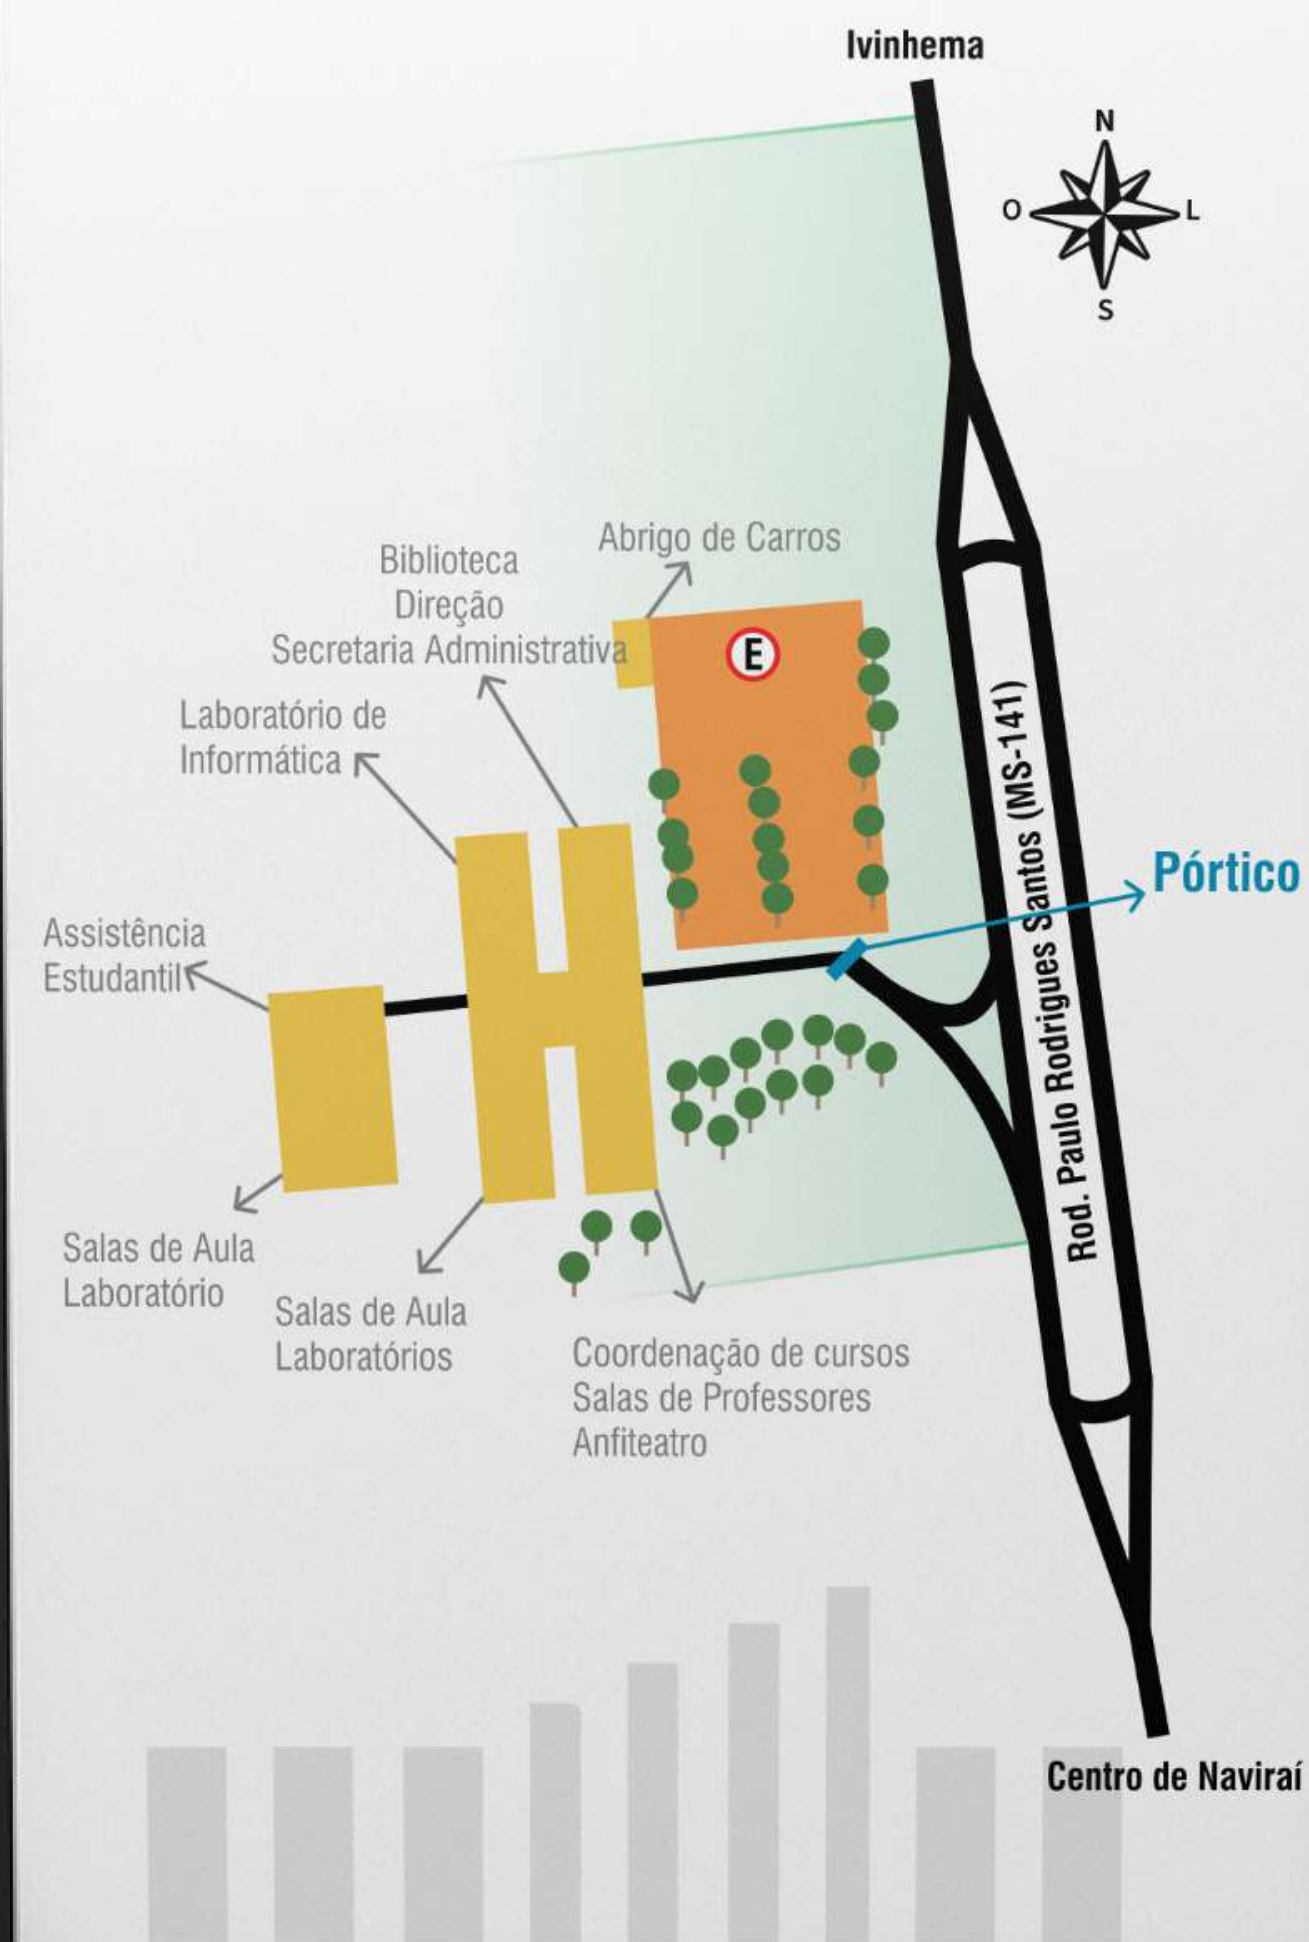 Ivinhema
N
O
L
S
Abrigo de Carros
Biblioteca
Direção
Secretaria Administrativa
E
Laboratório de
Informática
Rod. Paulo Rodrigues Santos (MS-141)
Pórtico
Assistência
Estudantil
Salas de Aula
Laboratório
Salas de Aula
Laboratórios
Coordenação de cursos
Salas de Professores
Anfiteatro
Centro de Naviraí